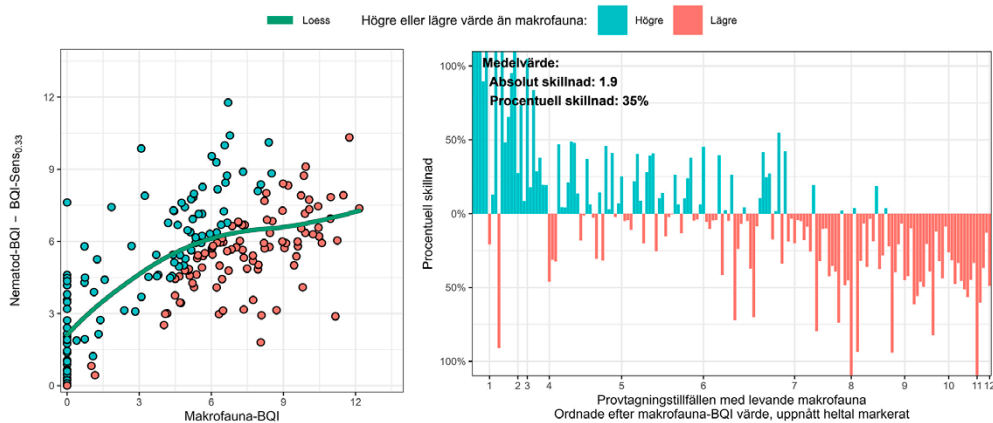 Loess Högre eller lägre värde än makrofauna: Högre Lägre
Nematod-BQI – BQI-Sens0.33
12
9
6
3
0
0 3 6 9 12
Makrofauna-BQI
Procentuell skillnad
100%
50%
0%
50%
100%
Medelvärde:
Absolut skillnad: 1.9
Procentuell skillnad: 35%
1 2 3 4 5 6 7 8 9 10 11 12
Provtagningstillfällen med levande makrofauna
Ordnade efter makrofauna-BQI värde, uppnått heltal markerat